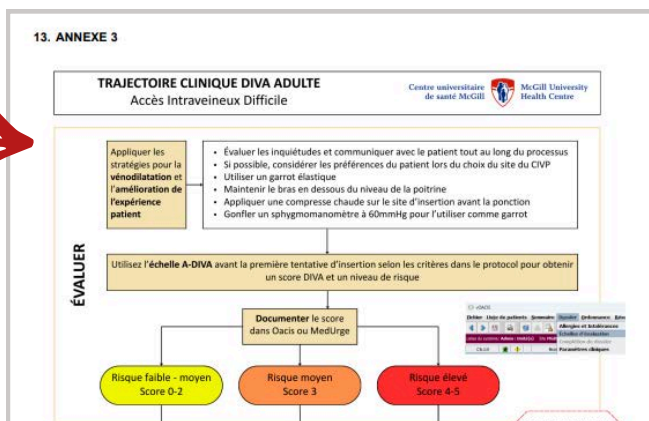 13. ANNEXE 3
TRAJECTOIRE CLINIQUE DIVA ADULTE
Accès Intraveineux Difficile
Centre universitaire
de santé McGill
McGill University
Health Centre
Appliquer les
stratégies pour la
vénodilatation et
l'amélioration de
l'expérience
patient
• Évaluer les inquiétudes et communiquer avec le patient tout au long du processus
• Si possible, considérer les préférences du patient lors du choix du site du CIVP
• Utiliser un garrot élastique
• Maintenir le bras en dessous du niveau de la poitrine
• Appliquer une compresse chaude sur le site d'insertion avant la ponction
• Gonfler un sphygmomanomètre à 60mmHg pour l'utiliser comme garrot
ÉVALUER
Utilisez l'échelle A-DIVA avant la première tentative d'insertion selon les critères dans le protocol pour obtenir
un score DIVA et un niveau de risque
Documenter le score
dans Oacis ou MedUrge
Liste de patients Sommaire Ordonnance
Allergies et Intolérances
Échelles d'évaluation
Paramètres cliniques
Risque faible - moyen
Score 0-2
Risque moyen
Score 3
Risque élevé
Score 4-5